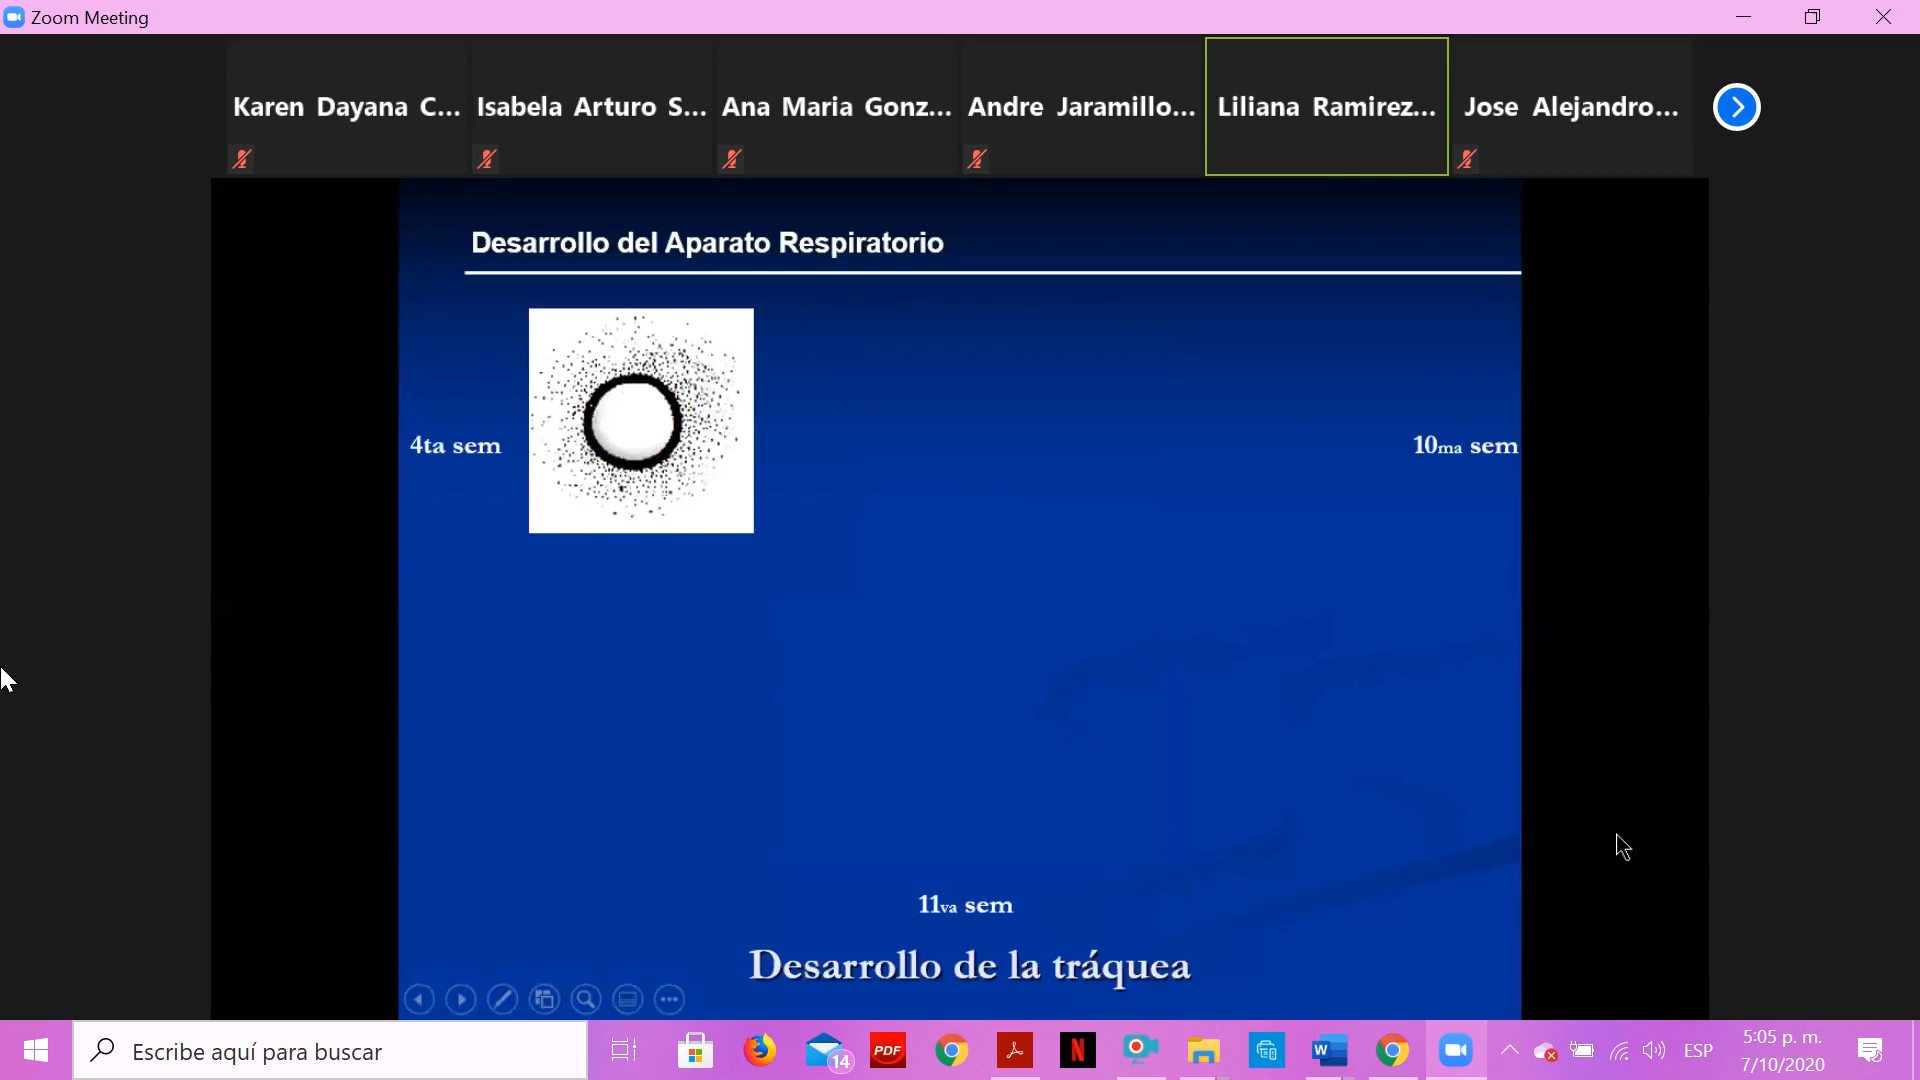 Zoom Meeting
Karen Dayana C...
Isabela Arturo S...
Ana Maria Gonz...
Andre Jaramillo...
Liliana Ramirez...
Jose Alejandro...
Desarrollo del Aparato Respiratorio
4ta sem
10ma sem
11va sem
Desarrollo de la tráquea
Escribe aquí para buscar
14
PDF
N
W
ESP
5:05 p. m.
7/10/2020